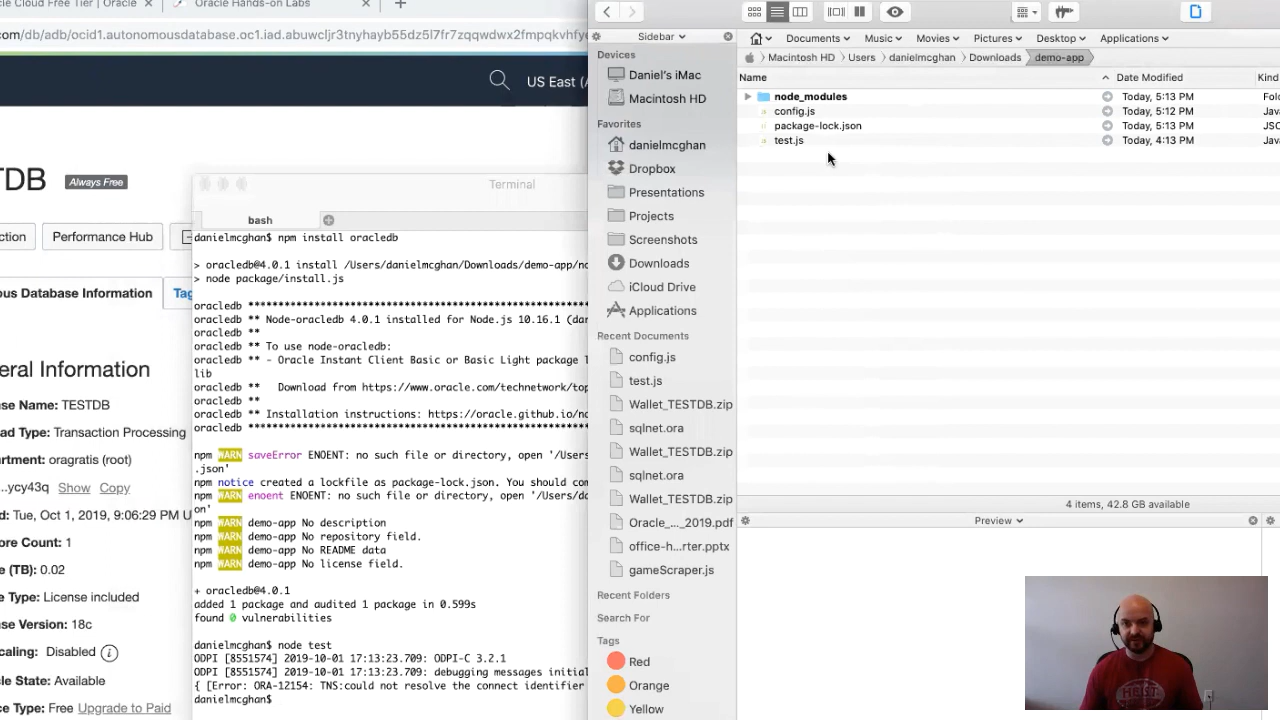 cle Cloud Free Tier | Oracle
Oracle Hands-on Labs
com/db/adb/ocid1.autonomousdatabase.oc1.iad.abuwcljr3tnyhayb55dz5l7fr7zqqwdwx2fmpqkvhfye
US East (A
TDB
Always Free
ction
Performance Hub
ous Database Information
Tag
eral Information
ase Name: TESTDB
ad Type: Transaction Processing
artment: oragratis (root)
...ycy43q Show Copy
d: Tue, Oct 1, 2019, 9:06:29 PM U
ore Count: 1
e (TB): 0.02
e Type: License included
ase Version: 18c
caling: Disabled
cle State: Available
ce Type: Free Upgrade to Paid
Terminal
bash
danielmcghan$ npm install oracledb
> oracledb@4.0.1 install /Users/danielmcghan/Downloads/demo-app/no
> node package/install.js
oracledb ********************************************
oracledb ** Node-oracledb 4.0.1 installed for Node.js 10.16.1 (dar
oracledb **
oracledb ** To use node-oracledb:
oracledb ** - Oracle Instant Client Basic or Basic Light package l
lib
oracledb **   Download from https://www.oracle.com/technetwork/top
oracledb **
oracledb ** Installation instructions: https://oracle.github.io/no
oracledb ********************************************
npm WARN saveError ENOENT: no such file or directory, open '/Users
.json'
npm notice created a lockfile as package-lock.json. You should com
npm WARN enoent ENOENT: no such file or directory, open '/Users/da
on'
npm WARN demo-app No description
npm WARN demo-app No repository field.
npm WARN demo-app No README data
npm WARN demo-app No license field.
+ oracledb@4.0.1
added 1 package and audited 1 package in 0.599s
found 0 vulnerabilities
danielmcghan$ node test
ODPI [8551574] 2019-10-01 17:13:23.709: ODPI-C 3.2.1
ODPI [8551574] 2019-10-01 17:13:23.709: debugging messages initial
{ [Error: ORA-12154: TNS:could not resolve the connect identifier
danielmcghan$
Sidebar
Devices
Daniel's iMac
Macintosh HD
Favorites
danielmcghan
Dropbox
Presentations
Projects
Screenshots
Downloads
iCloud Drive
Applications
Recent Documents
config.js
test.js
Wallet_TESTDB.zip
sqlnet.ora
Wallet_TESTDB.zip
sqlnet.ora
Wallet_TESTDB.zip
Oracle_..._2019.pdf
office-h...rter.pptx
gameScraper.js
Recent Folders
Search For
Tags
Red
Orange
Yellow
Documents Music Movies Pictures Desktop Applications
Macintosh HD Users danielmcghan Downloads demo-app
Name Date Modified Kind
node_modules Today, 5:13 PM Fol
config.js Today, 5:12 PM Jav
package-lock.json Today, 5:13 PM JSC
test.js Today, 4:13 PM Jav
4 items, 42.8 GB available
Preview